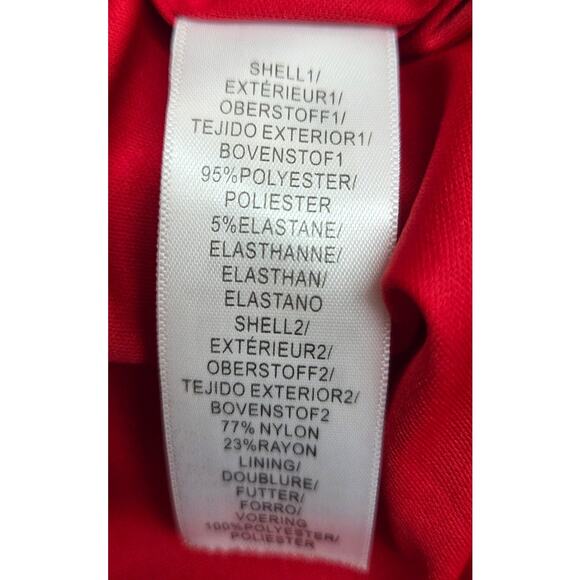 SHELL1/
EXTÉRIEUR1/
OBERSTOFF1/
TEJIDO EXTERIOR1/
BOVENSTOF1
95%POLYESTER/
POLIESTER
5%ELASTANE/
ELASTHANNE/
ELASTHAN/
ELASTANO
SHELL2/
EXTÉRIEUR2/
OBERSTOFF2/
TEJIDO EXTERIOR2/
BOVENSTOF2
77% NYLON
23%RAYON
LINING/
DOUBLURE/
FUTTER/
FORRO/
VOERING
100%POLYESTER/
POLIESTER